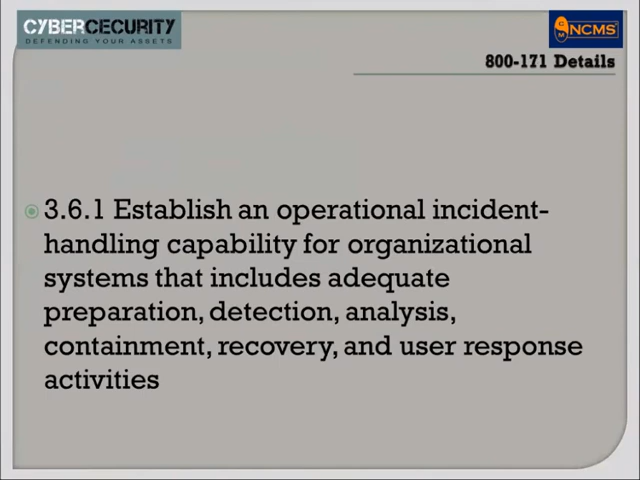 CYBERCECURITY
DEFENDING YOUR ASSETS
NCMS
800-171 Details
3.6.1 Establish an operational incident-
handling capability for organizational
systems that includes adequate
preparation, detection, analysis,
containment, recovery, and user response
activities